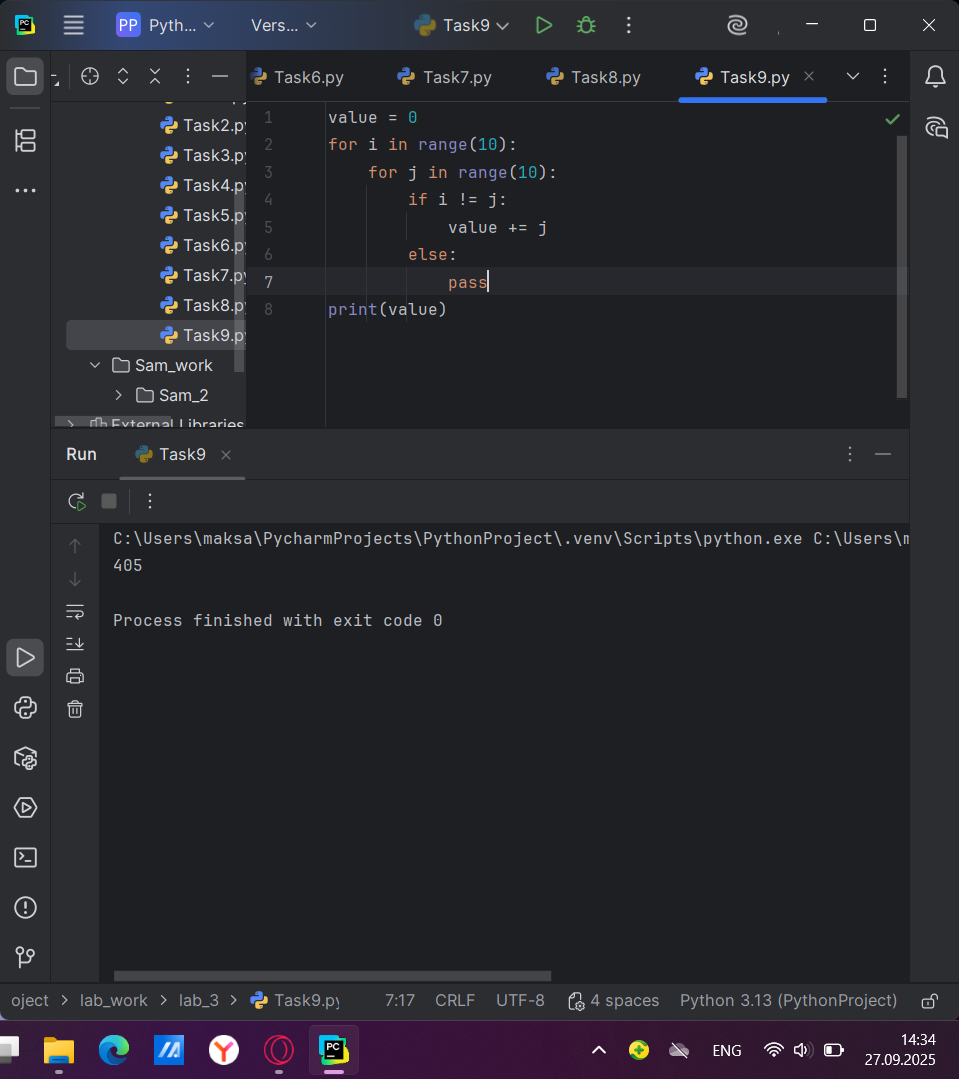 PP Pyth... Vers... Task9
Task6.py Task7.py Task8.py Task9.py
Task2.py
Task3.py
Task4.py
Task5.py
Task6.py
Task7.py
Task8.py
Task9.py
Sam_work
Sam_2
External Libraries
1 value = 0
2 for i in range(10):
3 for j in range(10):
4 if i != j:
5 value += j
6 else:
7 pass
8 print(value)
Run Task9
C:\Users\maksa\PycharmProjects\PythonProject\.venv\Scripts\python.exe C:\Users\m
405
Process finished with exit code 0
oject > lab_work > lab_3 > Task9.py 7:17 CRLF UTF-8 4 spaces Python 3.13 (PythonProject)
PC ENG 14:34
27.09.2025